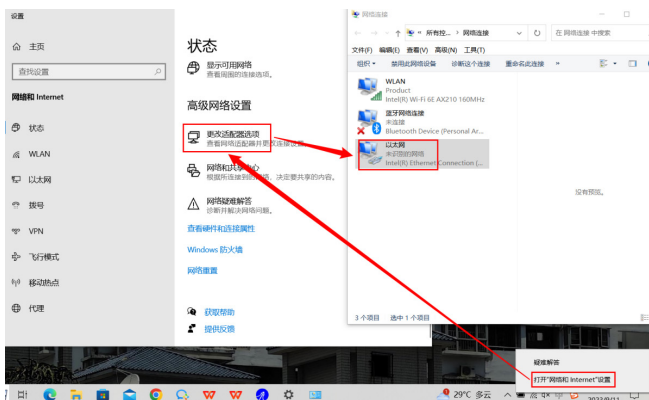 设置
主页
查找设置
网络和 Internet
状态
WLAN
以太网
拨号
VPN
飞行模式
移动热点
代理
状态
显示可用网络
查看周围的连接选项。
高级网络设置
更改适配器选项
查看网络适配器并更改连接设置。
网络和共享中心
根据所连接到的网络，决定要共享的内容。
网络疑难解答
诊断并解决网络问题。
查看硬件和连接属性
Windows 防火墙
网络重置
获取帮助
提供反馈
网络连接
« 所有控... › 网络连接
在 网络连接 中搜索
文件(F) 编辑(E) 查看(V) 高级(N) 工具(T)
组织 禁用此网络设备 诊断这个连接 重命名此连接 »
WLAN
Product
Intel(R) Wi-Fi 6E AX210 160MHz
蓝牙网络连接
未连接
Bluetooth Device (Personal Ar...
以太网
未识别的网络
Intel(R) Ethernet Connection (...
没有预览。
3 个项目 选中 1 个项目
疑难解答
打开"网络和 Internet"设置
29°C 多云
2023/9/11